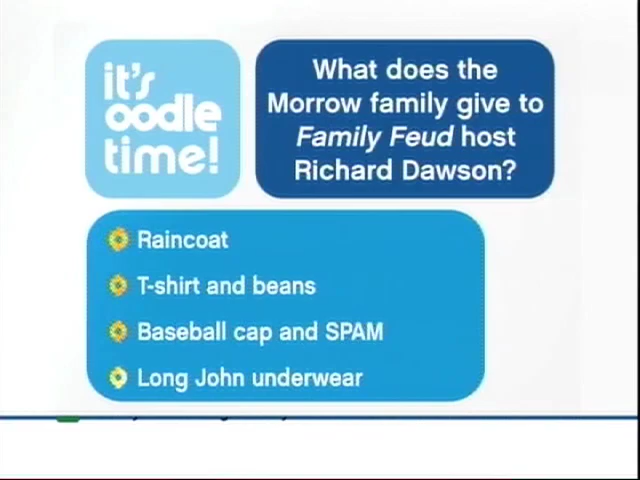 it's
oodle
time!
What does the
Morrow family give to
Family Feud host
Richard Dawson?
Raincoat
T-shirt and beans
Baseball cap and SPAM
Long John underwear